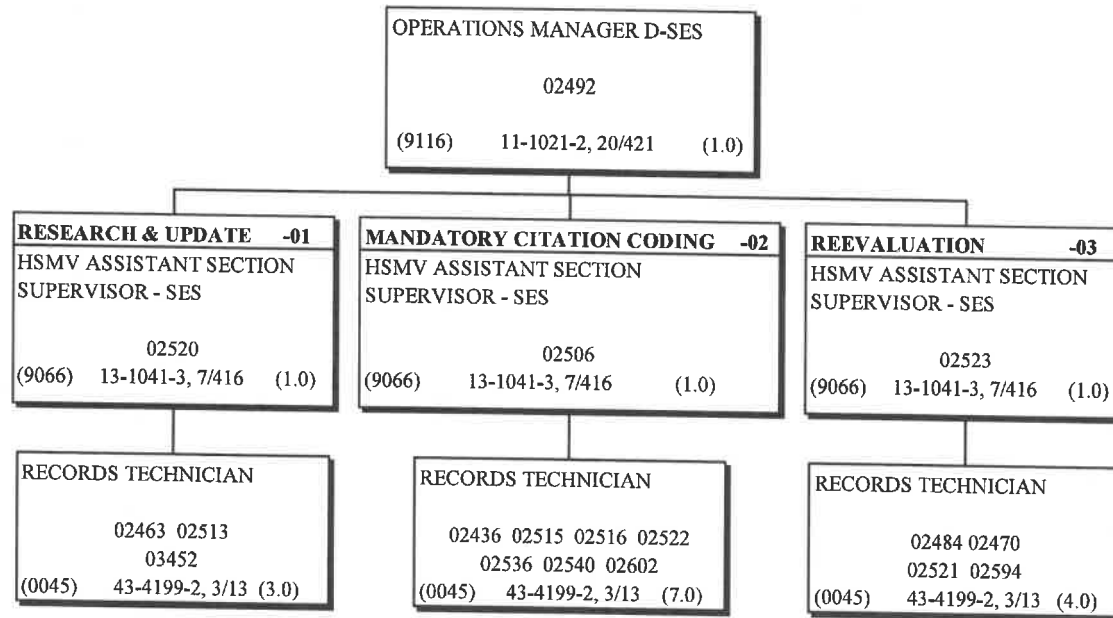 OPERATIONS MANAGER D-SES
02492
(9116) 11-1021-2, 20/421 (1.0)
RESEARCH & UPDATE -01
HSMV ASSISTANT SECTION
SUPERVISOR - SES
02520
(9066) 13-1041-3, 7/416 (1.0)
MANDATORY CITATION CODING -02
HSMV ASSISTANT SECTION
SUPERVISOR - SES
02506
(9066) 13-1041-3, 7/416 (1.0)
REEVALUATION -03
HSMV ASSISTANT SECTION
SUPERVISOR - SES
02523
(9066) 13-1041-3, 7/416 (1.0)
RECORDS TECHNICIAN
02463 02513
03452
(0045) 43-4199-2, 3/13 (3.0)
RECORDS TECHNICIAN
02436 02515 02516 02522
02536 02540 02602
(0045) 43-4199-2, 3/13 (7.0)
RECORDS TECHNICIAN
02484 02470
02521 02594
(0045) 43-4199-2, 3/13 (4.0)